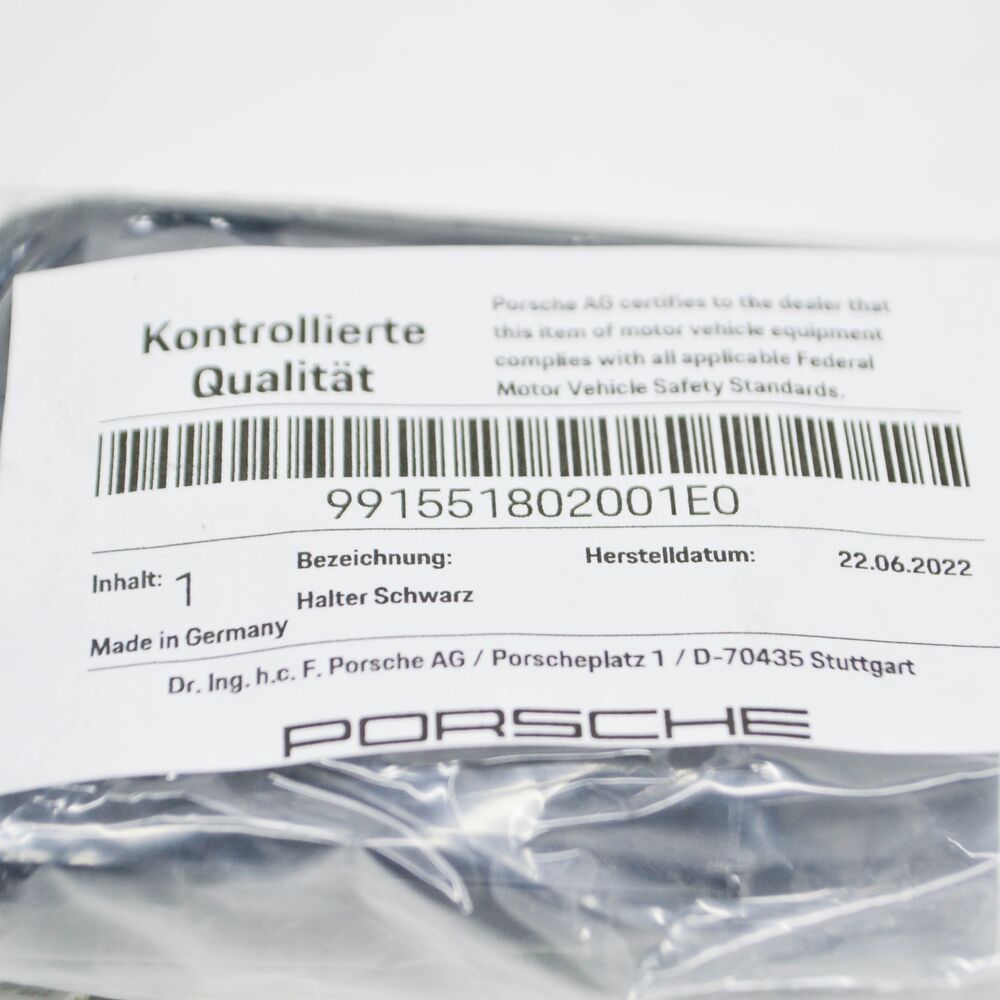 Kontrollierte
Qualität
Porsche AG certifies to the dealer that
this item of motor vehicle equipment
complies with all applicable Federal
Motor Vehicle Safety Standards.
991551802001E0
Inhalt: 1
Bezeichnung:
Halter Schwarz
Herstelldatum: 22.06.2022
Made in Germany
Dr. Ing. h.c. F. Porsche AG / Porscheplatz 1 / D-70435 Stuttgart
PORSCHE